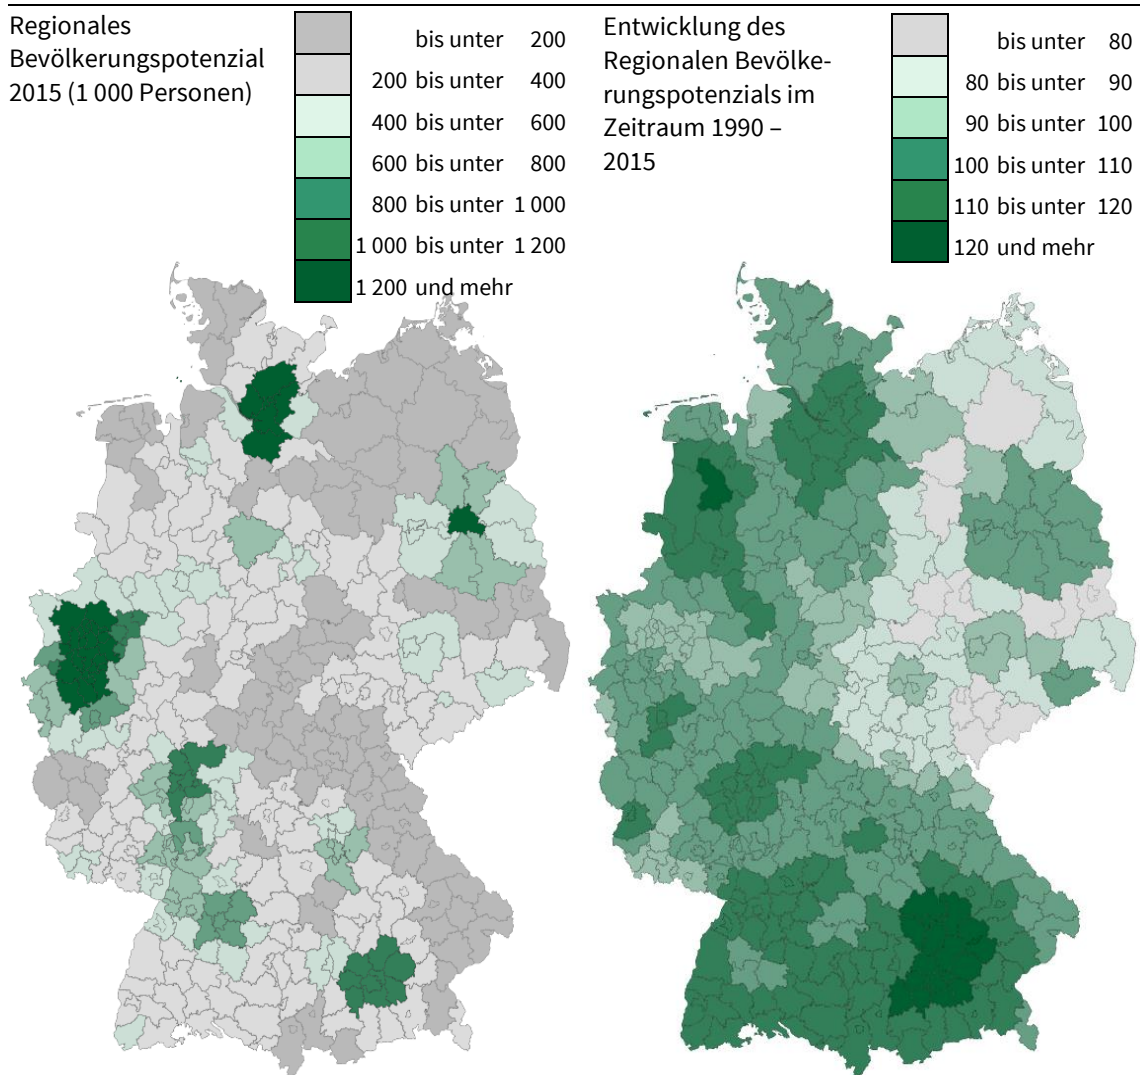 Regionales
Bevölkerungspotenzial
2015 (1 000 Personen)
bis unter 200
200 bis unter 400
400 bis unter 600
600 bis unter 800
800 bis unter 1 000
1 000 bis unter 1 200
1 200 und mehr
Entwicklung des
Regionalen Bevölke-
rungspotenzials im
Zeitraum 1990 –
2015
bis unter 80
80 bis unter 90
90 bis unter 100
100 bis unter 110
110 bis unter 120
120 und mehr